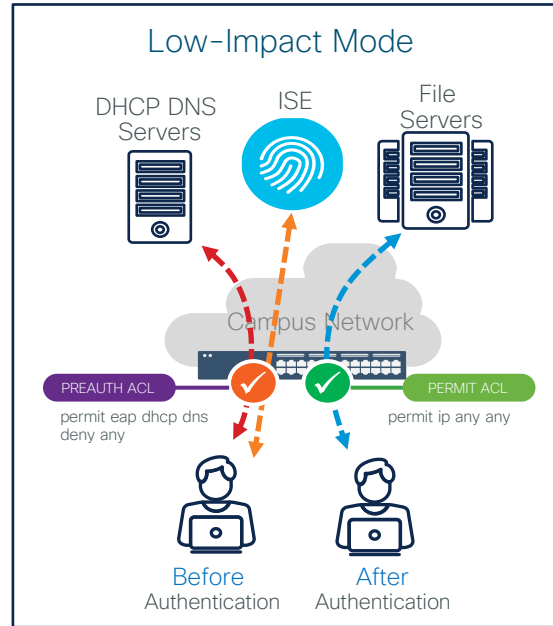 Low-Impact Mode
DHCP DNS
Servers
ISE
File
Servers
Campus Network
PREAUTH ACL
PERMIT ACL
permit eap dhcp dns
deny any
permit ip any any
Before
Authentication
After
Authentication